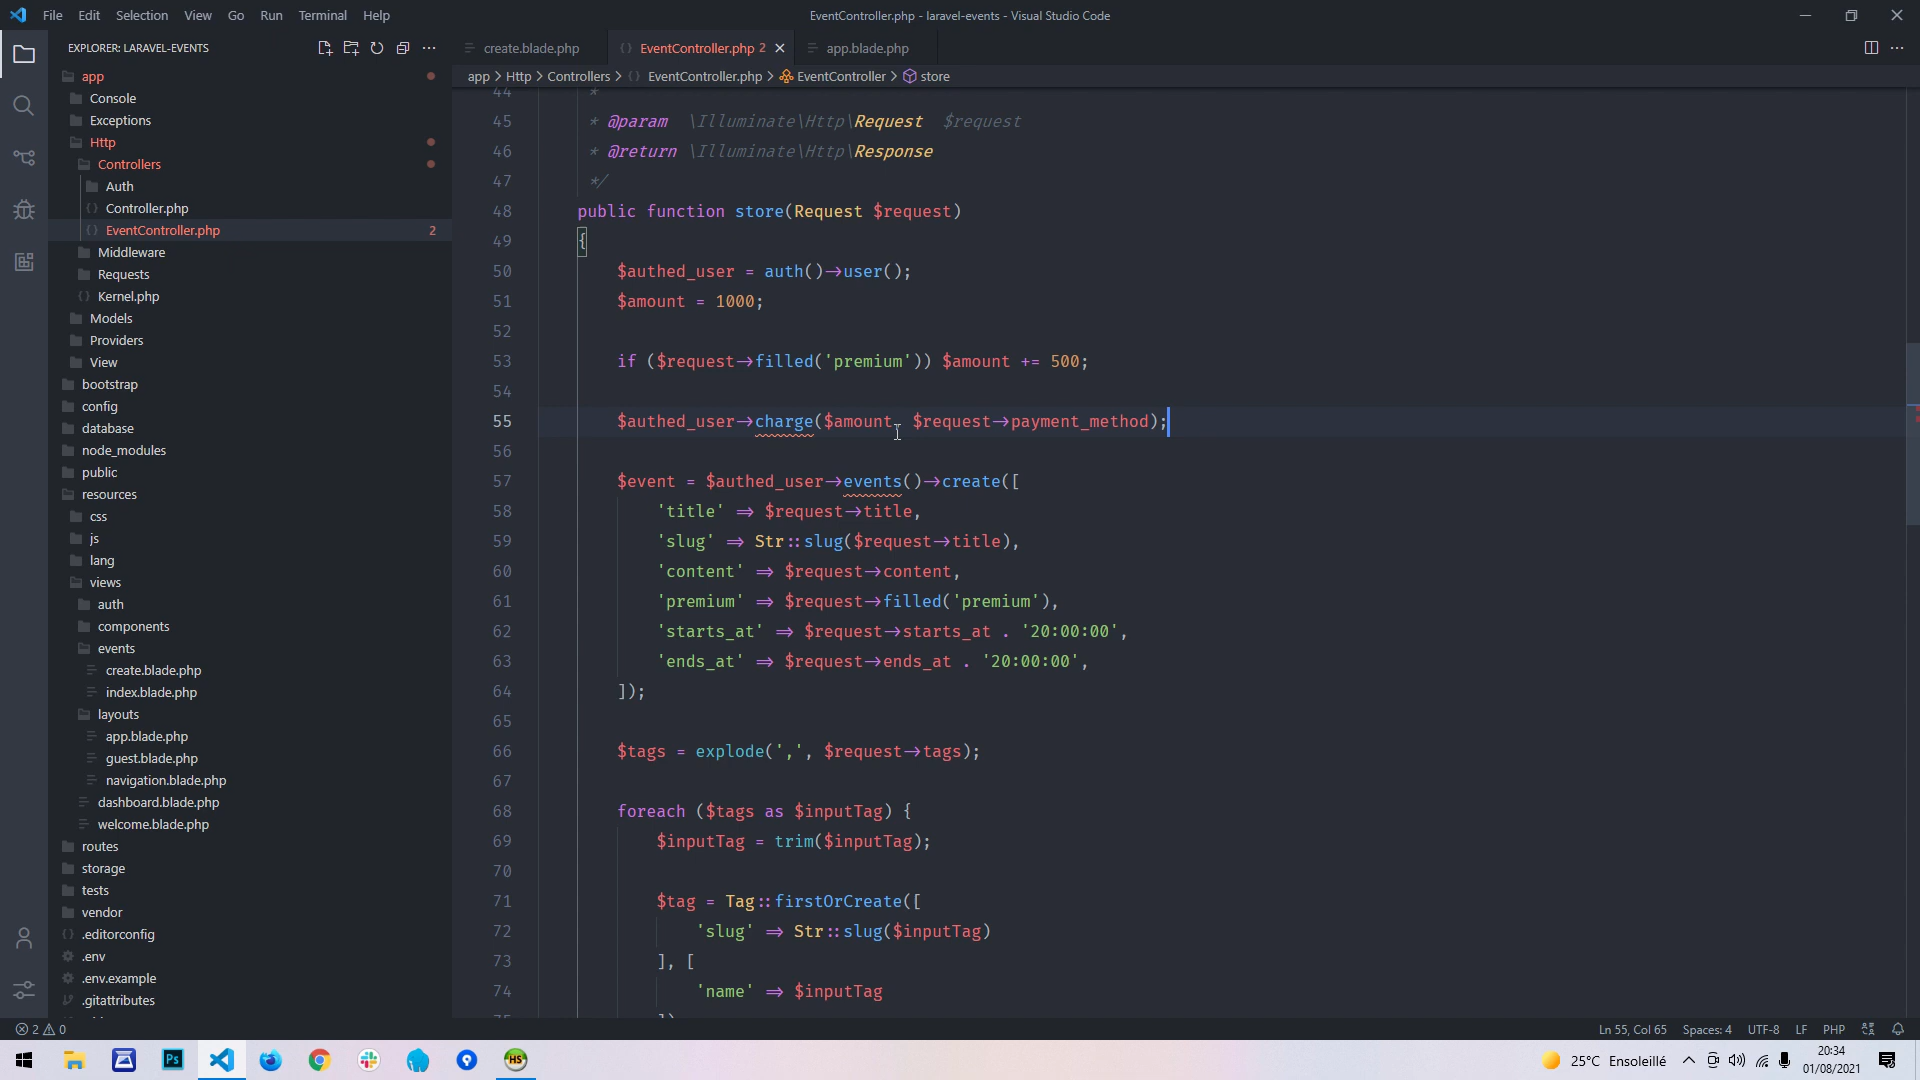 File Edit Selection View Go Run Terminal Help
EventController.php - laravel-events - Visual Studio Code
EXPLORER: LARAVEL-EVENTS
app
Console
Exceptions
Http
Controllers
Auth
Controller.php
EventController.php 2
Middleware
Requests
Kernel.php
Models
Providers
View
bootstrap
config
database
node_modules
public
resources
css
js
lang
views
auth
components
events
create.blade.php
index.blade.php
layouts
app.blade.php
guest.blade.php
navigation.blade.php
dashboard.blade.php
welcome.blade.php
routes
storage
tests
vendor
.editorconfig
.env
.env.example
.gitattributes
create.blade.php EventController.php 2 app.blade.php
app > Http > Controllers > EventController.php > EventController > store
44 *
45 * @param \Illuminate\Http\Request $request
46 * @return \Illuminate\Http\Response
47 */
48 public function store(Request $request)
49 {
50 $authed_user = auth()->user();
51 $amount = 1000;
52
53 if ($request->filled('premium')) $amount += 500;
54
55 $authed_user->charge($amount, $request->payment_method);
56
57 $event = $authed_user->events()->create([
58 'title' => $request->title,
59 'slug' => Str::slug($request->title),
60 'content' => $request->content,
61 'premium' => $request->filled('premium'),
62 'starts_at' => $request->starts_at . '20:00:00',
63 'ends_at' => $request->ends_at . '20:00:00',
64 ]);
65
66 $tags = explode(',', $request->tags);
67
68 foreach ($tags as $inputTag) {
69 $inputTag = trim($inputTag);
70
71 $tag = Tag::firstOrCreate([
72 'slug' => Str::slug($inputTag)
73 ], [
74 'name' => $inputTag
2 0
Ln 55, Col 65 Spaces: 4 UTF-8 LF PHP
Ps
HS
25°C Ensoleillé
20:34
01/08/2021